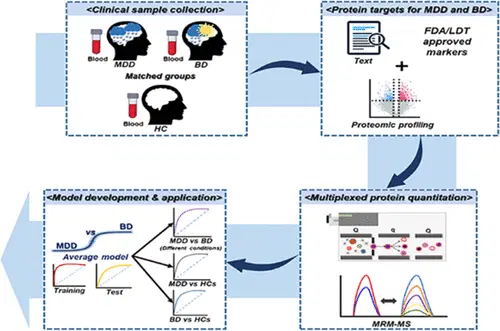 <Clinical sample collection>
Blood
MDD
Blood
BD
Matched groups
Blood
HC
<Protein targets for MDD and BD>
Text
FDA/LDT
approved
markers
+
Proteomic profiling
<Multiplexed protein quantitation>
Q
q
Q
MRM-MS
<Model development & application>
MDD
vs
BD
Average model
Training
Test
MDD vs BD
(Different conditions)
MDD vs HCs
BD vs HCs